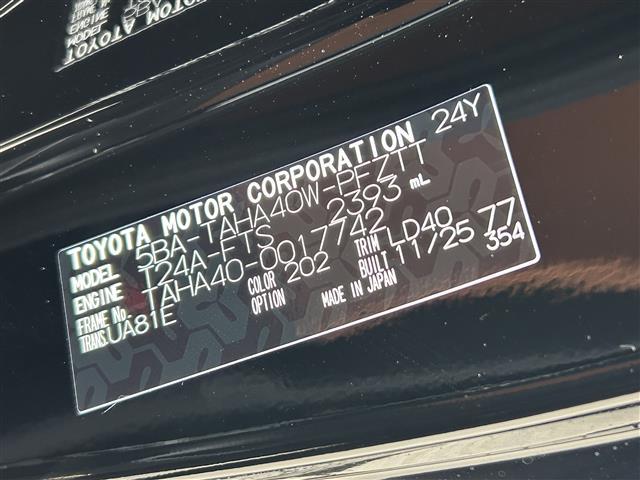 TOYOTA MOTOR CORPORATION 24Y
MODEL 5BA-TAHA40W-PFZTT
ENGINE T24A-FTS 2393 mL
FRAME No. TAHA40-0017742
COLOR 202 TRIM LD40 77
TRANS. UA81E OPTION BUILT 11/25 354
MADE IN JAPAN